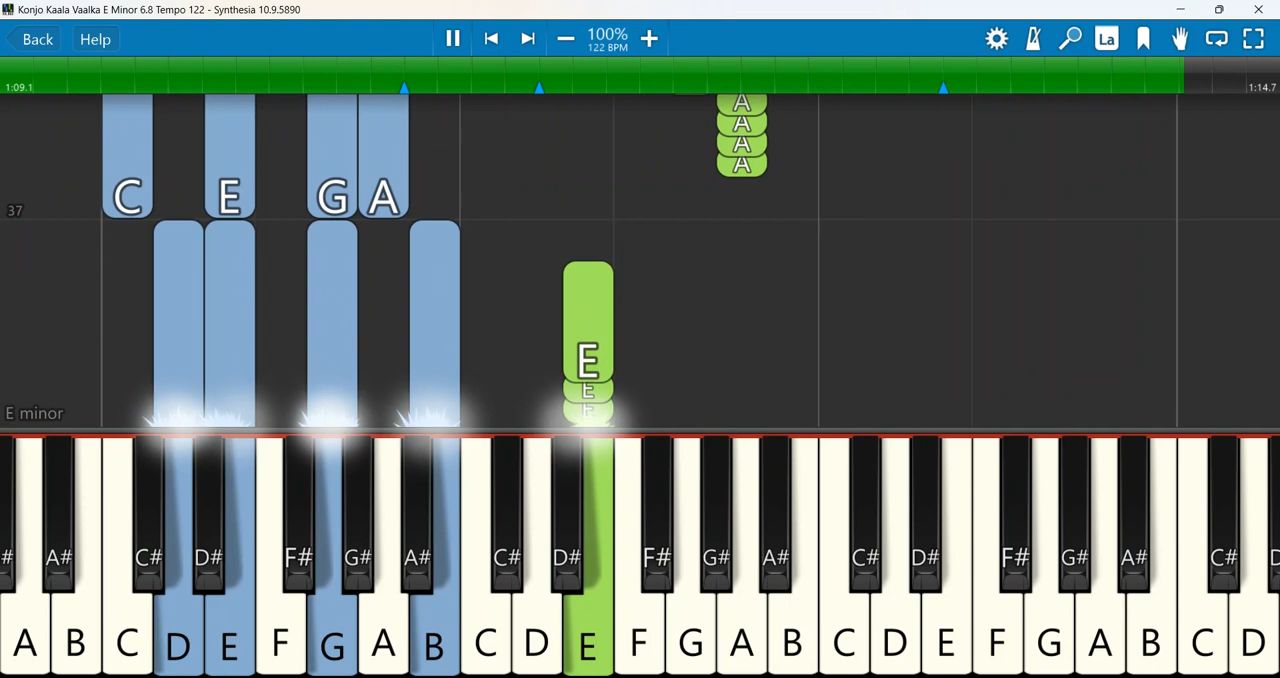 Konjo Kaala Vaalka E Minor 6.8 Tempo 122 - Synthesia 10.9.5890
Back Help 100% La
122 BPM
1:09.1 1:14.7
A
A
A
A
C E G A
37
E
E
E
E minor
# A# C# D# F# G# A# C# D# F# G# A# C# D# F# G# A# C# D
A B C D E F G A B C D E F G A B C D E F G A B C D